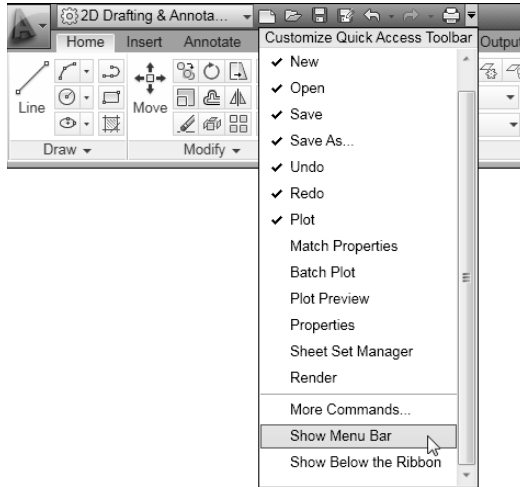 2D Drafting & Annota...
Home Insert Annotate
Customize Quick Access Toolbar
Output
Line
Move
Draw
Modify
New
Open
Save
Save As...
Undo
Redo
Plot
Match Properties
Batch Plot
Plot Preview
Properties
Sheet Set Manager
Render
More Commands...
Show Menu Bar
Show Below the Ribbon